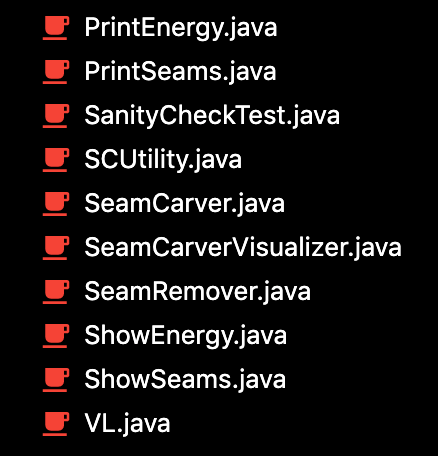 PrintEnergy.java
PrintSeams.java
SanityCheckTest.java
SCUtility.java
SeamCarver.java
SeamCarverVisualizer.java
SeamRemover.java
ShowEnergy.java
ShowSeams.java
VL.java